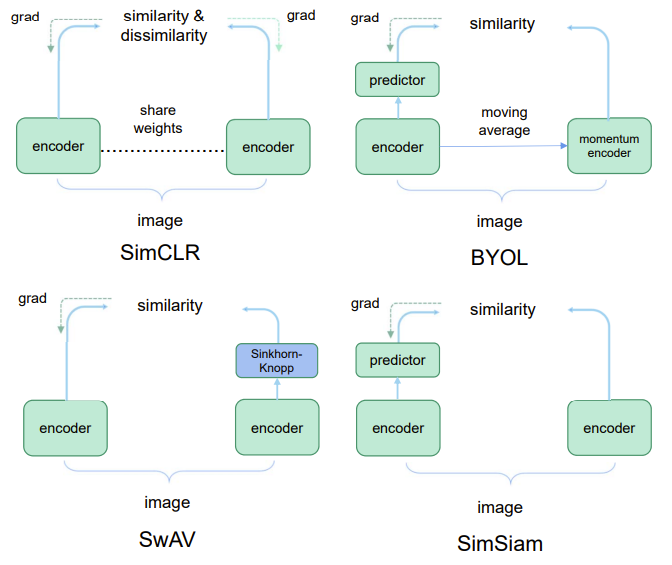 grad
similarity &
dissimilarity
grad
encoder
share
weights
encoder
image
SimCLR
grad
similarity
predictor
encoder
moving
average
momentum
encoder
image
BYOL
grad
similarity
Sinkhorn-
Knopp
encoder
encoder
image
SwAV
grad
similarity
predictor
encoder
encoder
image
SimSiam